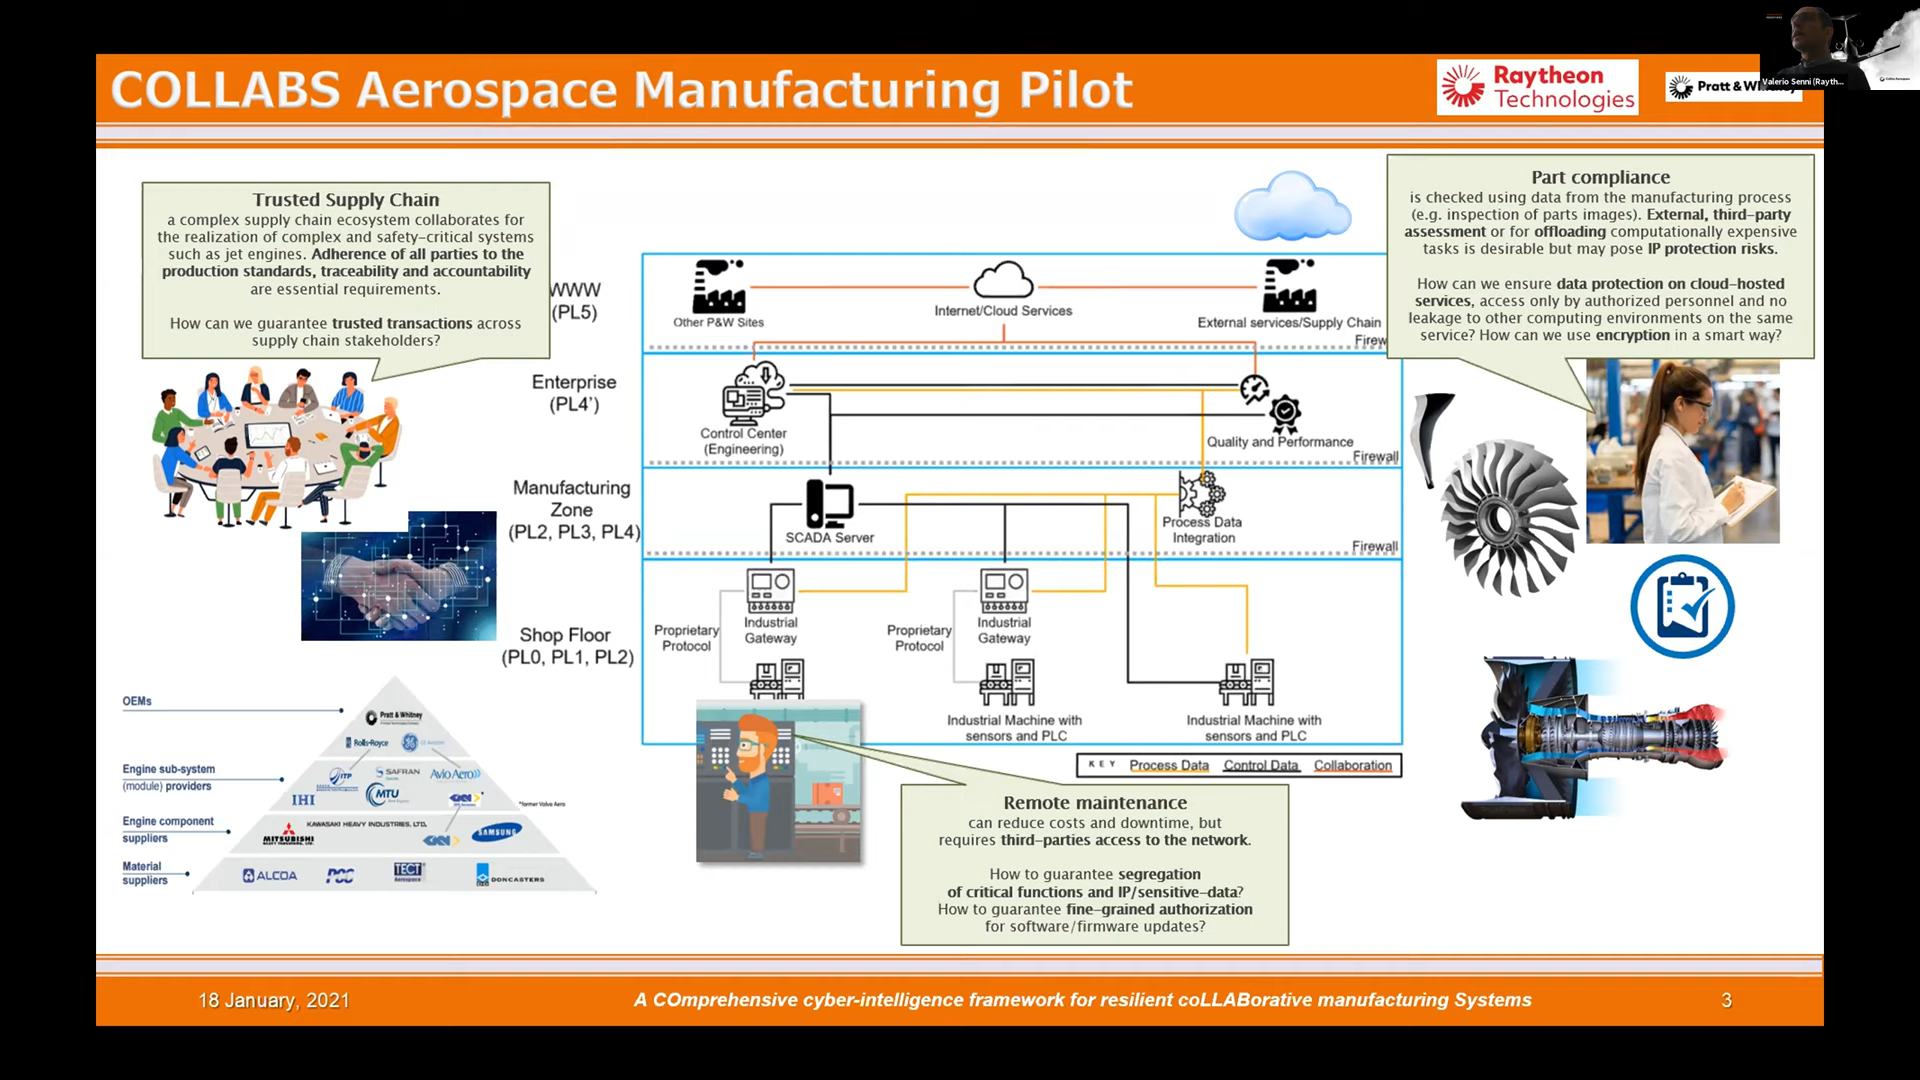 COLLABS Aerospace Manufacturing Pilot
Raytheon
Technologies
Pratt & Whitney
Valerio Senni (Rayth...
Trusted Supply Chain
a complex supply chain ecosystem collaborates for
the realization of complex and safety-critical systems
such as jet engines. Adherence of all parties to the
production standards, traceability and accountability
are essential requirements.
How can we guarantee trusted transactions across
supply chain stakeholders?
Part compliance
is checked using data from the manufacturing process
(e.g. inspection of parts images). External, third-party
assessment or for offloading computationally expensive
tasks is desirable but may pose IP protection risks.
How can we ensure data protection on cloud-hosted
services, access only by authorized personnel and no
leakage to other computing environments on the same
service? How can we use encryption in a smart way?
WWW
(PL5)
Other P&W Sites
Internet/Cloud Services
External services/Supply Chain
Firew
Enterprise
(PL4')
Control Center
(Engineering)
Quality and Performance
Firewall
Manufacturing
Zone
(PL2, PL3, PL4)
SCADA Server
Process Data
Integration
Firewall
Shop Floor
(PL0, PL1, PL2)
Proprietary
Protocol
Industrial
Gateway
Proprietary
Protocol
Industrial
Gateway
Industrial Machine with
sensors and PLC
Industrial Machine with
sensors and PLC
KEY Process Data Control Data Collaboration
OEMs
Pratt & Whitney
Rolls-Royce
Engine sub-system
(module) providers
ITP
SAFRAN
Avio Aero
IHI
MTU
*former Volvo Aero
Engine component
suppliers
MITSUBISHI
KAWASAKI HEAVY INDUSTRIES, LTD.
GKN
SAMSUNG
Material
suppliers
ALCOA
PCC
TECT
Aerospace
DONCASTERS
Remote maintenance
can reduce costs and downtime, but
requires third-parties access to the network.
How to guarantee segregation
of critical functions and IP/sensitive-data?
How to guarantee fine-grained authorization
for software/firmware updates?
18 January, 2021
A COmprehensive cyber-intelligence framework for resilient coLLABorative manufacturing Systems
3